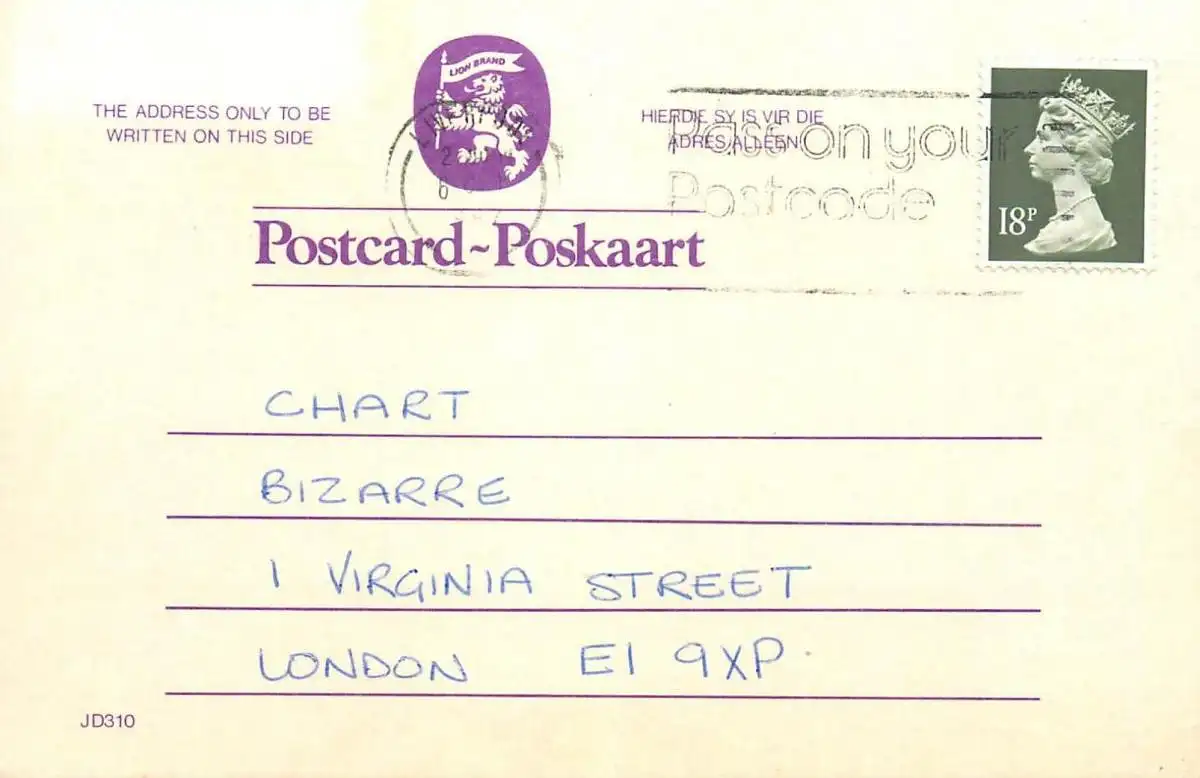 LION BRAND
THE ADDRESS ONLY TO BE
WRITTEN ON THIS SIDE
HIERDIE SY IS VIR DIE
ADRES ALLEEN
Pass on your
Postcode
18P
Postcard~Poskaart
CHART
BIZARRE
1 VIRGINIA STREET
LONDON E1 9XP
JD310